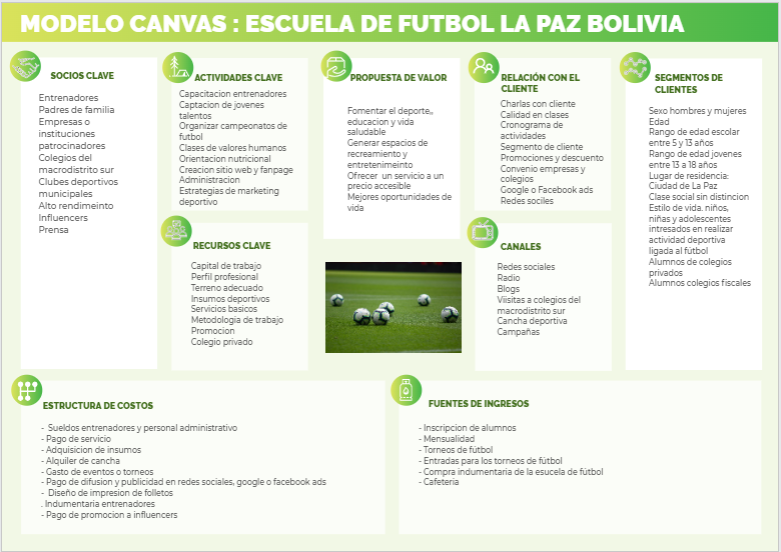 MODELO CANVAS : ESCUELA DE FUTBOL LA PAZ BOLIVIA
SOCIOS CLAVE
Entrenadores
Padres de familia
Empresas o
instituciones
patrocinadores
Colegios del
macrodistrito sur
Clubes deportivos
municipales
Alto rendimeinto
Influencers
Prensa
ACTIVIDADES CLAVE
Capacitacion entrenadores
Captacion de jovenes
talentos
Organizar campeonatos de
futbol
Clases de valores humanos
Orientacion nutricional
Creacion sitio web y fanpage
Administracion
Estrategias de marketing
deportivo
RECURSOS CLAVE
Capital de trabajo
Perfil profesional
Terreno adecuado
Insumos deportivos
Servicios basicos
Metodologia de trabajo
Promocion
Colegio privado
PROPUESTA DE VALOR
Fomentar el deporte,,
educacion y vida
saludable
Generar espacios de
recreamiento y
entretenimeinto
Ofrecer un servicio a un
precio accesible
Mejores oportunidades de
vida
RELACIÓN CON EL
CLIENTE
Charlas con cliente
Calidad en clases
Cronograma de
actividades
Segmento de cliente
Promociones y descuento
Convenio empresas y
colegios
Google o Facebook ads
Redes sociles
CANALES
Redes sociales
Radio
Blogs
Viisitas a colegios del
macrodistrito sur
Cancha deportiva
Campañas
SEGMENTOS DE
CLIENTES
Sexo hombres y mujeres
Edad
Rango de edad escolar
entre 5 y 13 años
Rango de edad jovenes
entre 13 a 18 años
Lugar de residencia:
Ciudad de La Paz
Clase social sin distincion
Estilo de vida. niños,
niñas y adolescentes
intresados en realizar
actividad deportiva
ligada al fútbol
Alumnos de colegios
privados
Alumnos colegios fiscales
ESTRUCTURA DE COSTOS
- Sueldos entrenadores y personal administrativo
- Pago de servicio
- Adquisicion de insumos
- Alquiler de cancha
- Gasto de eventos o torneos
- Pago de difusion y publicidad en redes sociales, google o facebook ads
- Diseño de impresion de folletos
. Indumentaria entrenadores
- Pago de promocion a influencers
FUENTES DE INGRESOS
- Inscripcion de alumnos
- Mensualidad
- Torneos de fútbol
- Entradas para los torneos de fútbol
- Compra indumentaria de la esucela de fútbol
- Cafeteria